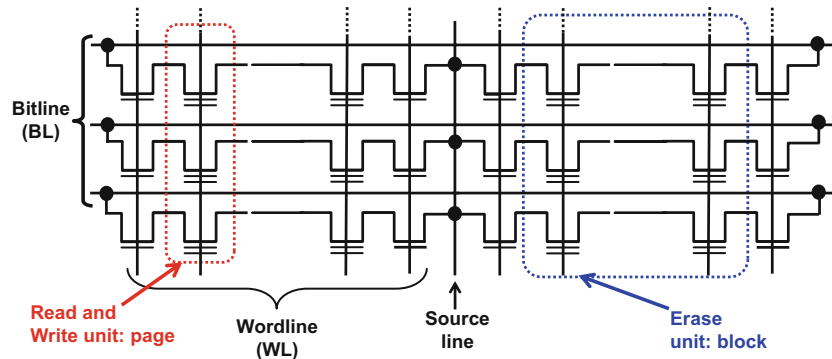 Bitline
(BL)
Read and
Write unit: page
Wordline
(WL)
Source
line
Erase
unit: block